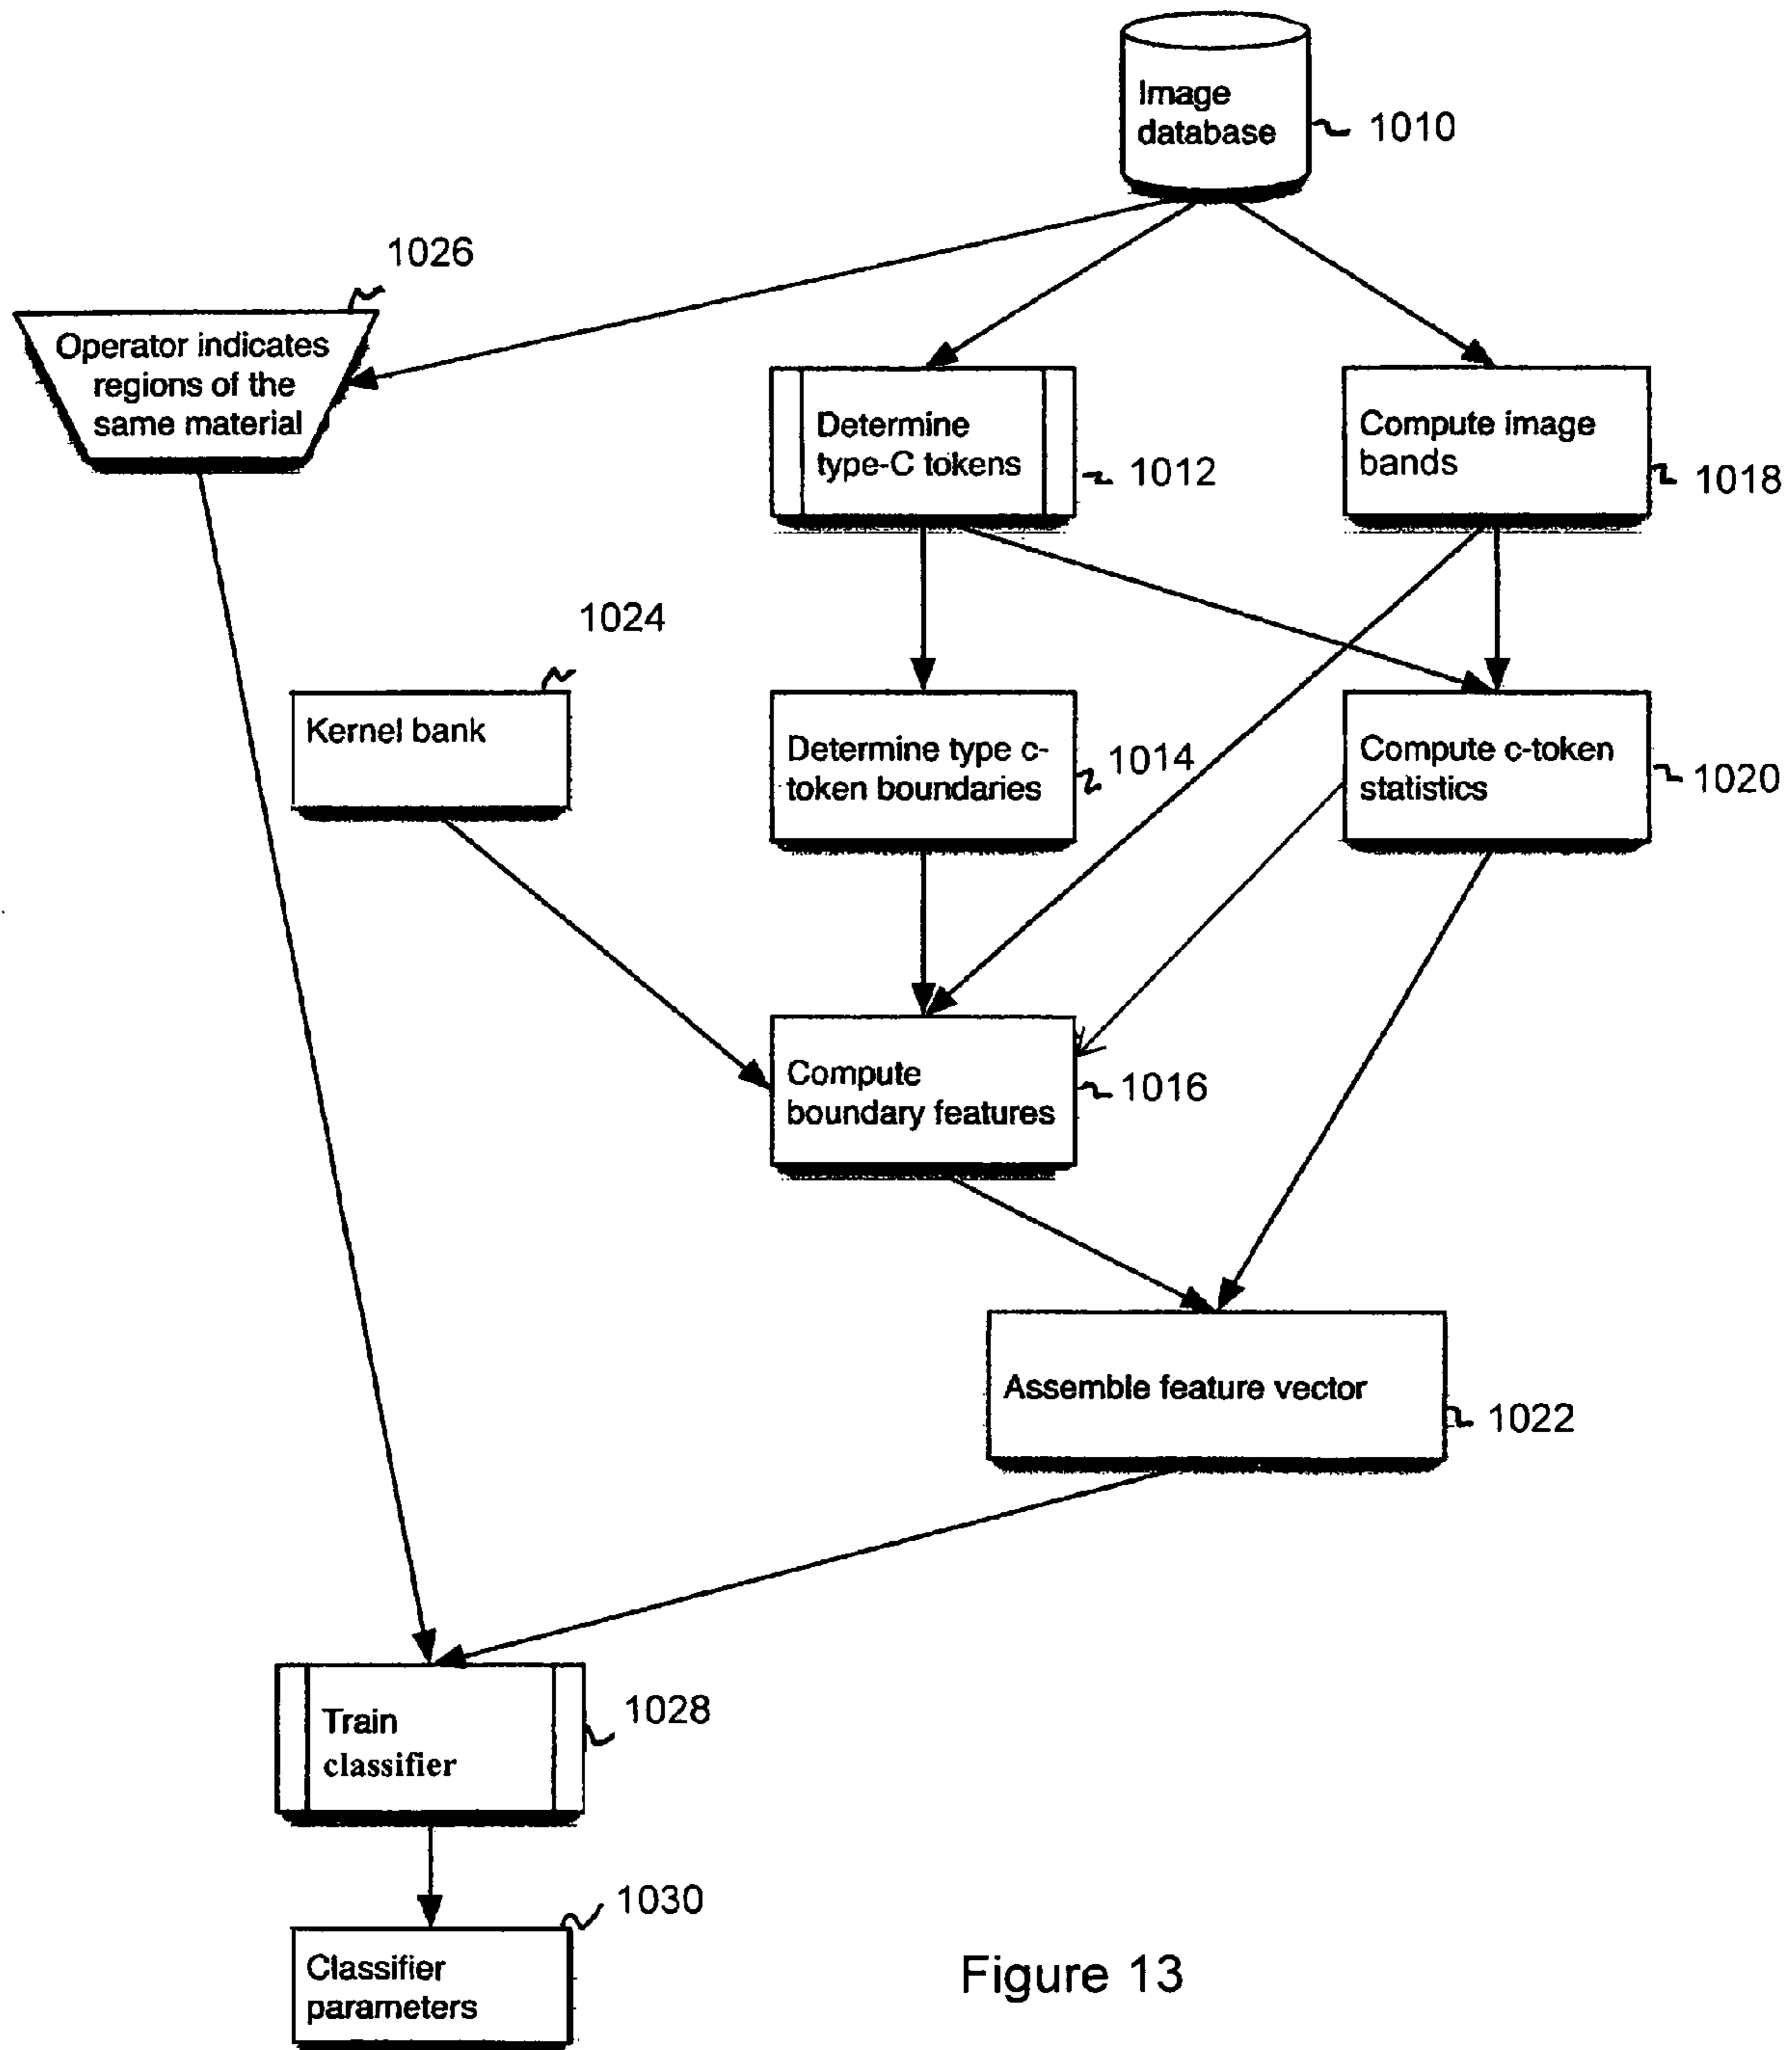 Image
database
1010
1026
Operator indicates
regions of the
same material
Determine
type-C tokens
1012
Compute image
bands
1018
1024
Kernel bank
Determine type c-
token boundaries
1014
Compute c-token
statistics
1020
Compute
boundary features
1016
Assemble feature vector
1022
Train
classifier
1028
1030
Classifier
parameters
Figure 13